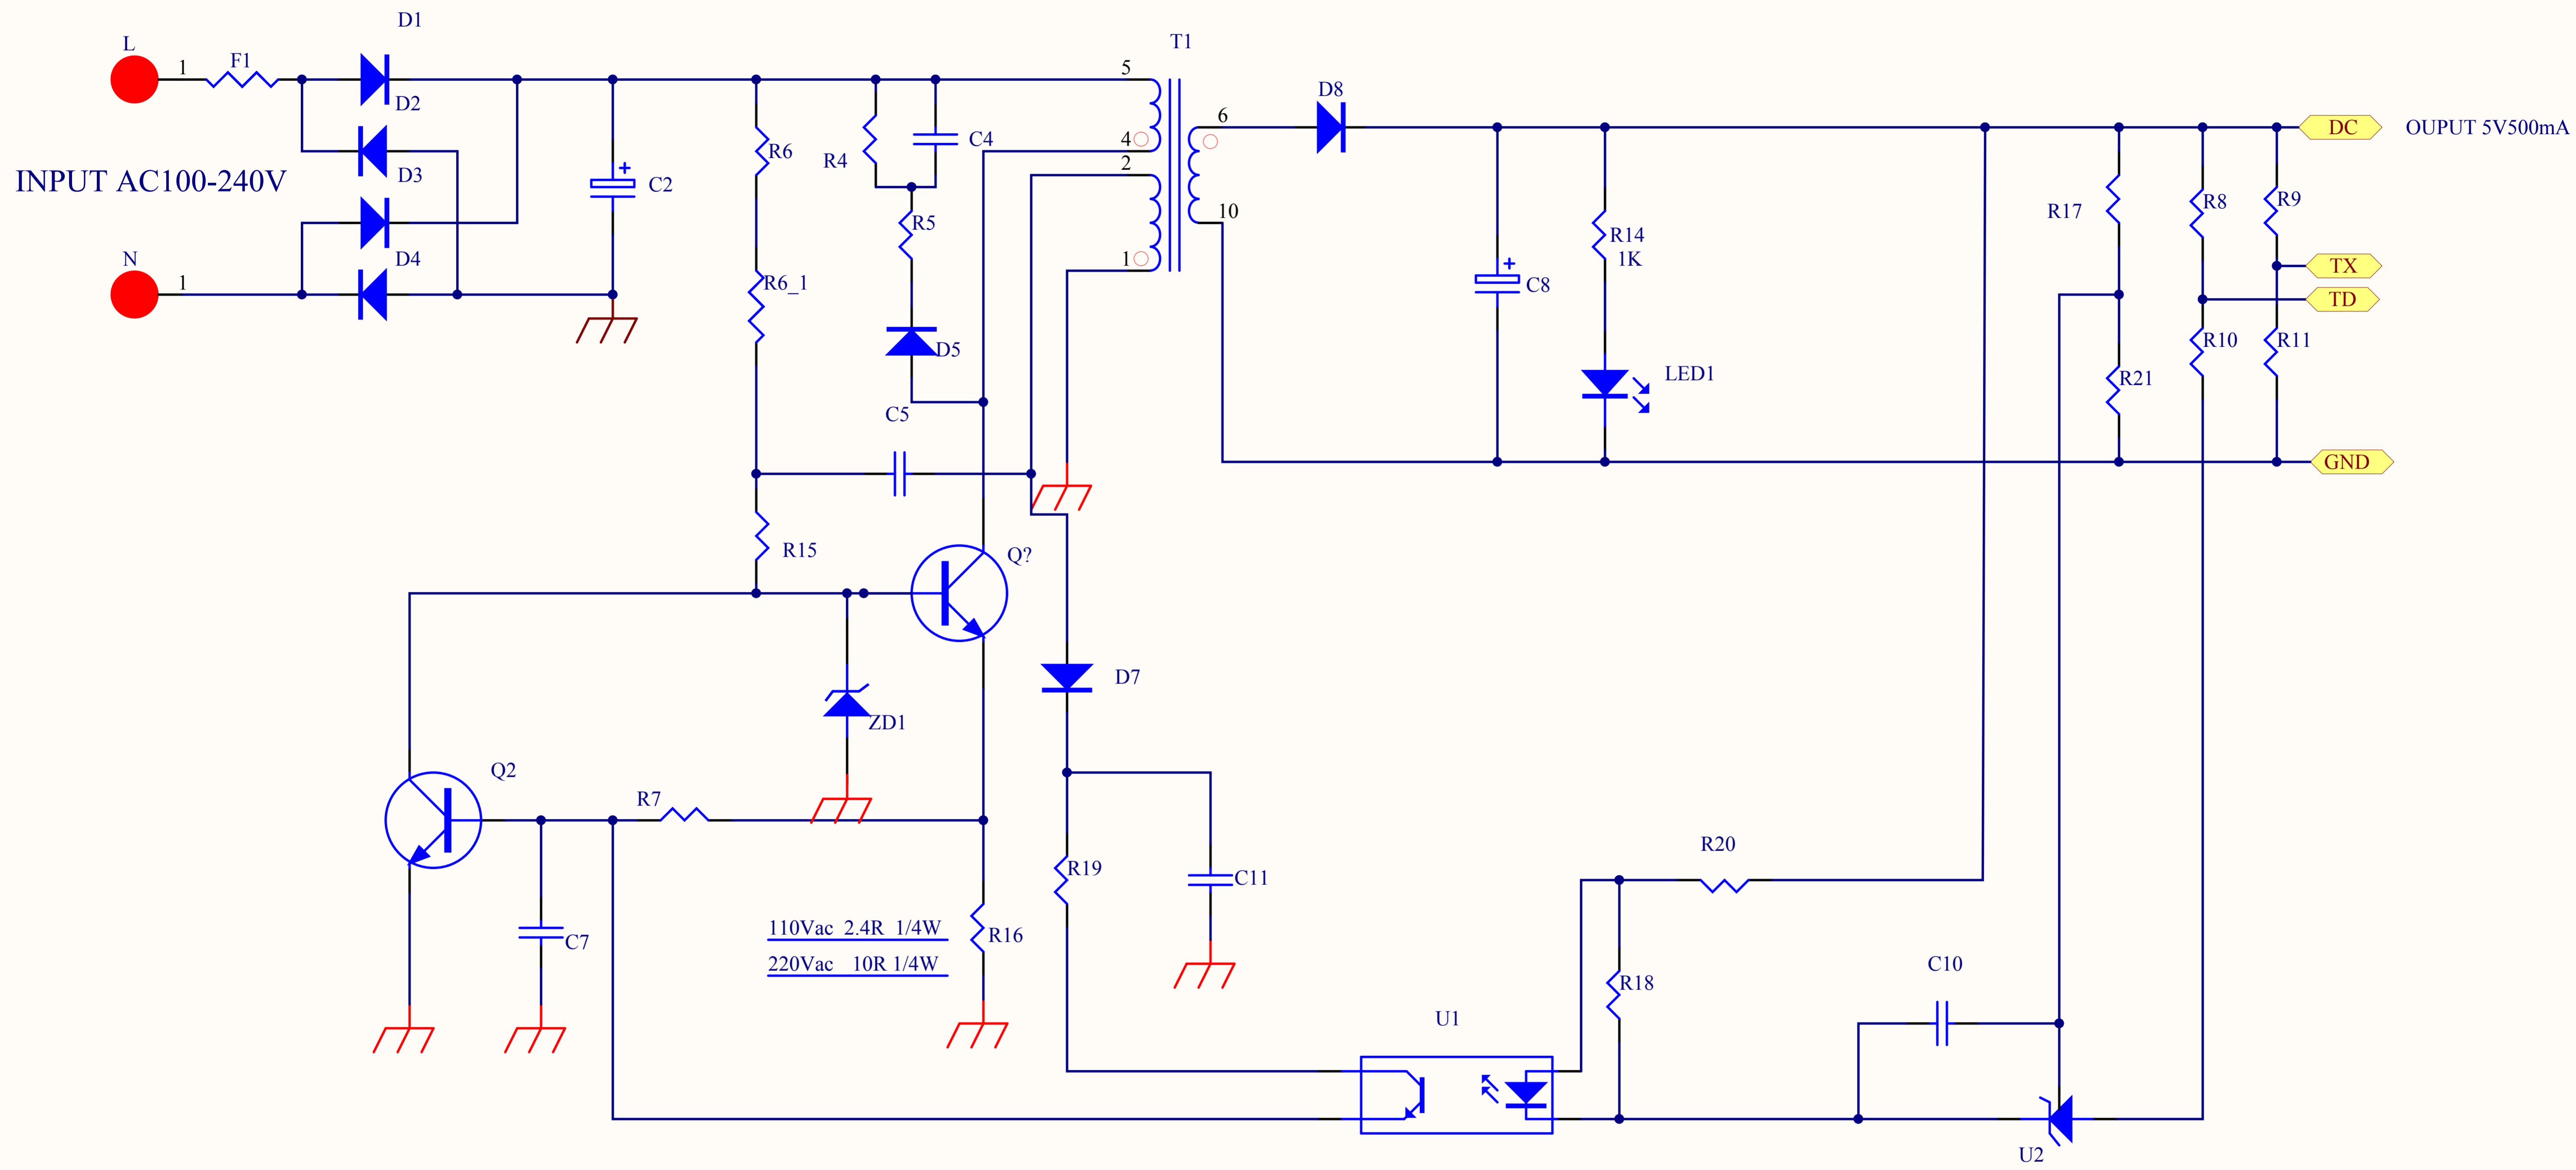 D1
L
T1
1
F1
5
D8
D2
6
DC
OUPUT 5V500mA
4
C4
R6
R4
2
D3
INPUT AC100-240V
C2
R17
R8
R9
10
R5
R14
1K
TX
N
D4
1
1
R6_1
C8
TD
D5
R10
R11
LED1
R21
C5
GND
R15
Q?
D7
ZD1
Q2
R7
R20
R19
C11
110Vac 2.4R 1/4W
R16
C7
220Vac 10R 1/4W
C10
R18
U1
U2